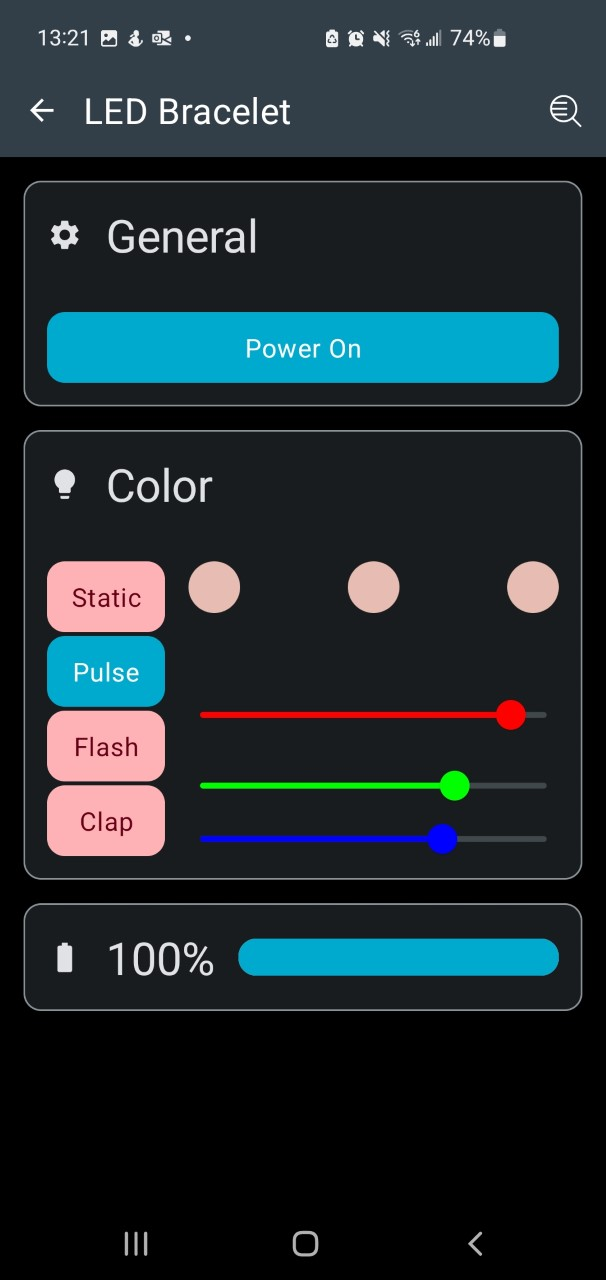 13:21
74%
LED Bracelet
General
Power On
Color
Static
Pulse
Flash
Clap
100%